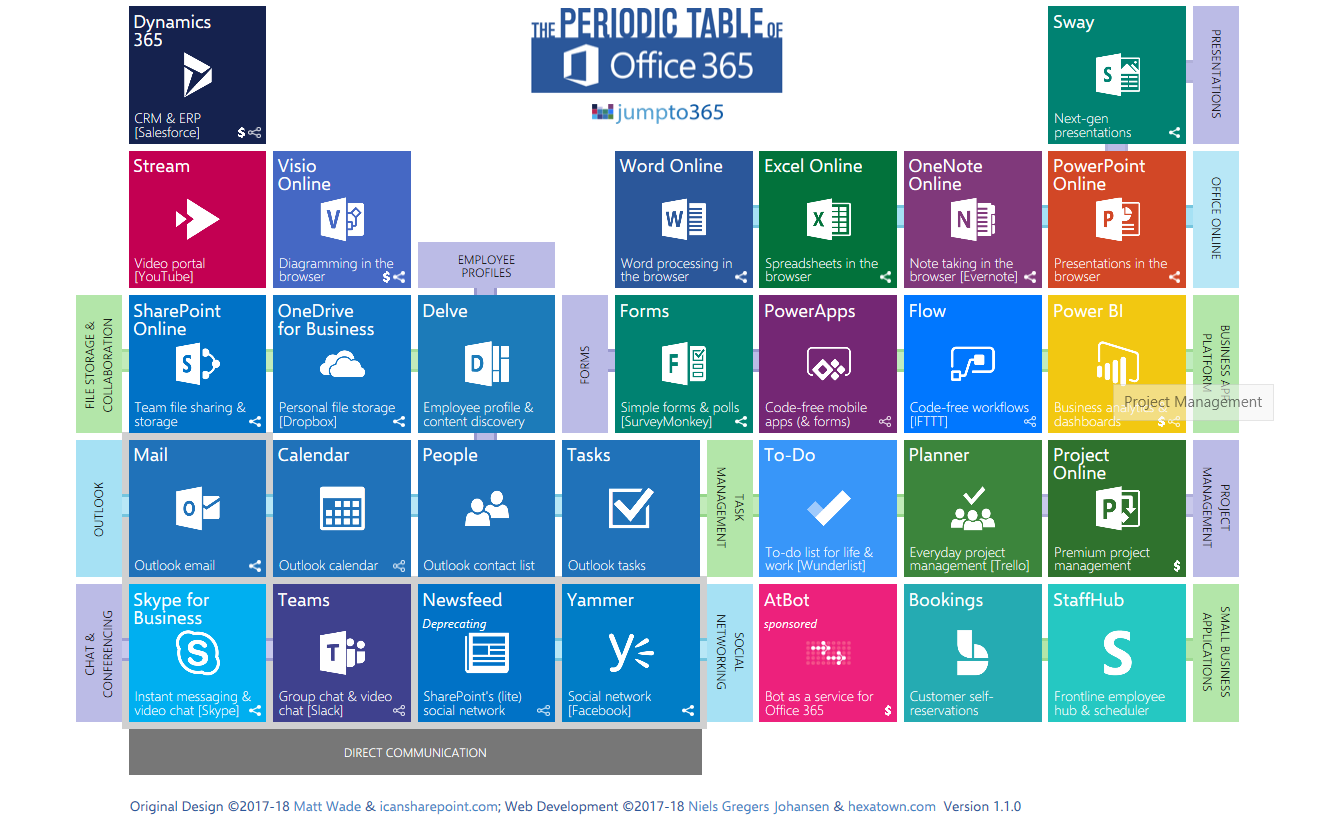 Dynamics
365
CRM & ERP
[Salesforce]
$
THE PERIODIC TABLE OF
Office 365
jumpto365
Sway
S
Next-gen
presentations
PRESENTATIONS
Stream
Video portal
[YouTube]
Visio
Online
V
Diagramming in the
browser
$
EMPLOYEE
PROFILES
Word Online
W
Word processing in
the browser
Excel Online
X
Spreadsheets in the
browser
OneNote
Online
N
Note taking in the
browser [Evernote]
PowerPoint
Online
P
Presentations in the
browser
OFFICE ONLINE
FILE STORAGE &
COLLABORATION
SharePoint
Online
S
Team file sharing &
storage
OneDrive
for Business
Personal file storage
[Dropbox]
Delve
D
Employee profile &
content discovery
FORMS
Forms
F
Simple forms & polls
[SurveyMonkey]
PowerApps
Code-free mobile
apps (& forms)
Flow
Code-free workflows
[IFTTT]
Power BI
Business analytics &
dashboards
$
BUSINESS APP
PLATFORM
Project Management
OUTLOOK
Mail
O
Outlook email
Calendar
Outlook calendar
People
Outlook contact list
Tasks
Outlook tasks
TASK
MANAGEMENT
To-Do
To-do list for life &
work [Wunderlist]
Planner
Everyday project
management [Trello]
Project
Online
P
Premium project
management
$
PROJECT
MANAGEMENT
CHAT &
CONFERENCING
Skype for
Business
S
Instant messaging &
video chat [Skype]
Teams
T
Group chat & video
chat [Slack]
Newsfeed
Deprecating
SharePoint's (lite)
social network
Yammer
Social network
[Facebook]
SOCIAL
NETWORKING
AtBot
sponsored
Bot as a service for
Office 365
$
Bookings
Customer self-
reservations
StaffHub
S
Frontline employee
hub & scheduler
SMALL BUSINESS
APPLICATIONS
DIRECT COMMUNICATION
Original Design ©2017-18 Matt Wade & icansharepoint.com; Web Development ©2017-18 Niels Gregers Johansen & hexatown.com Version 1.1.0